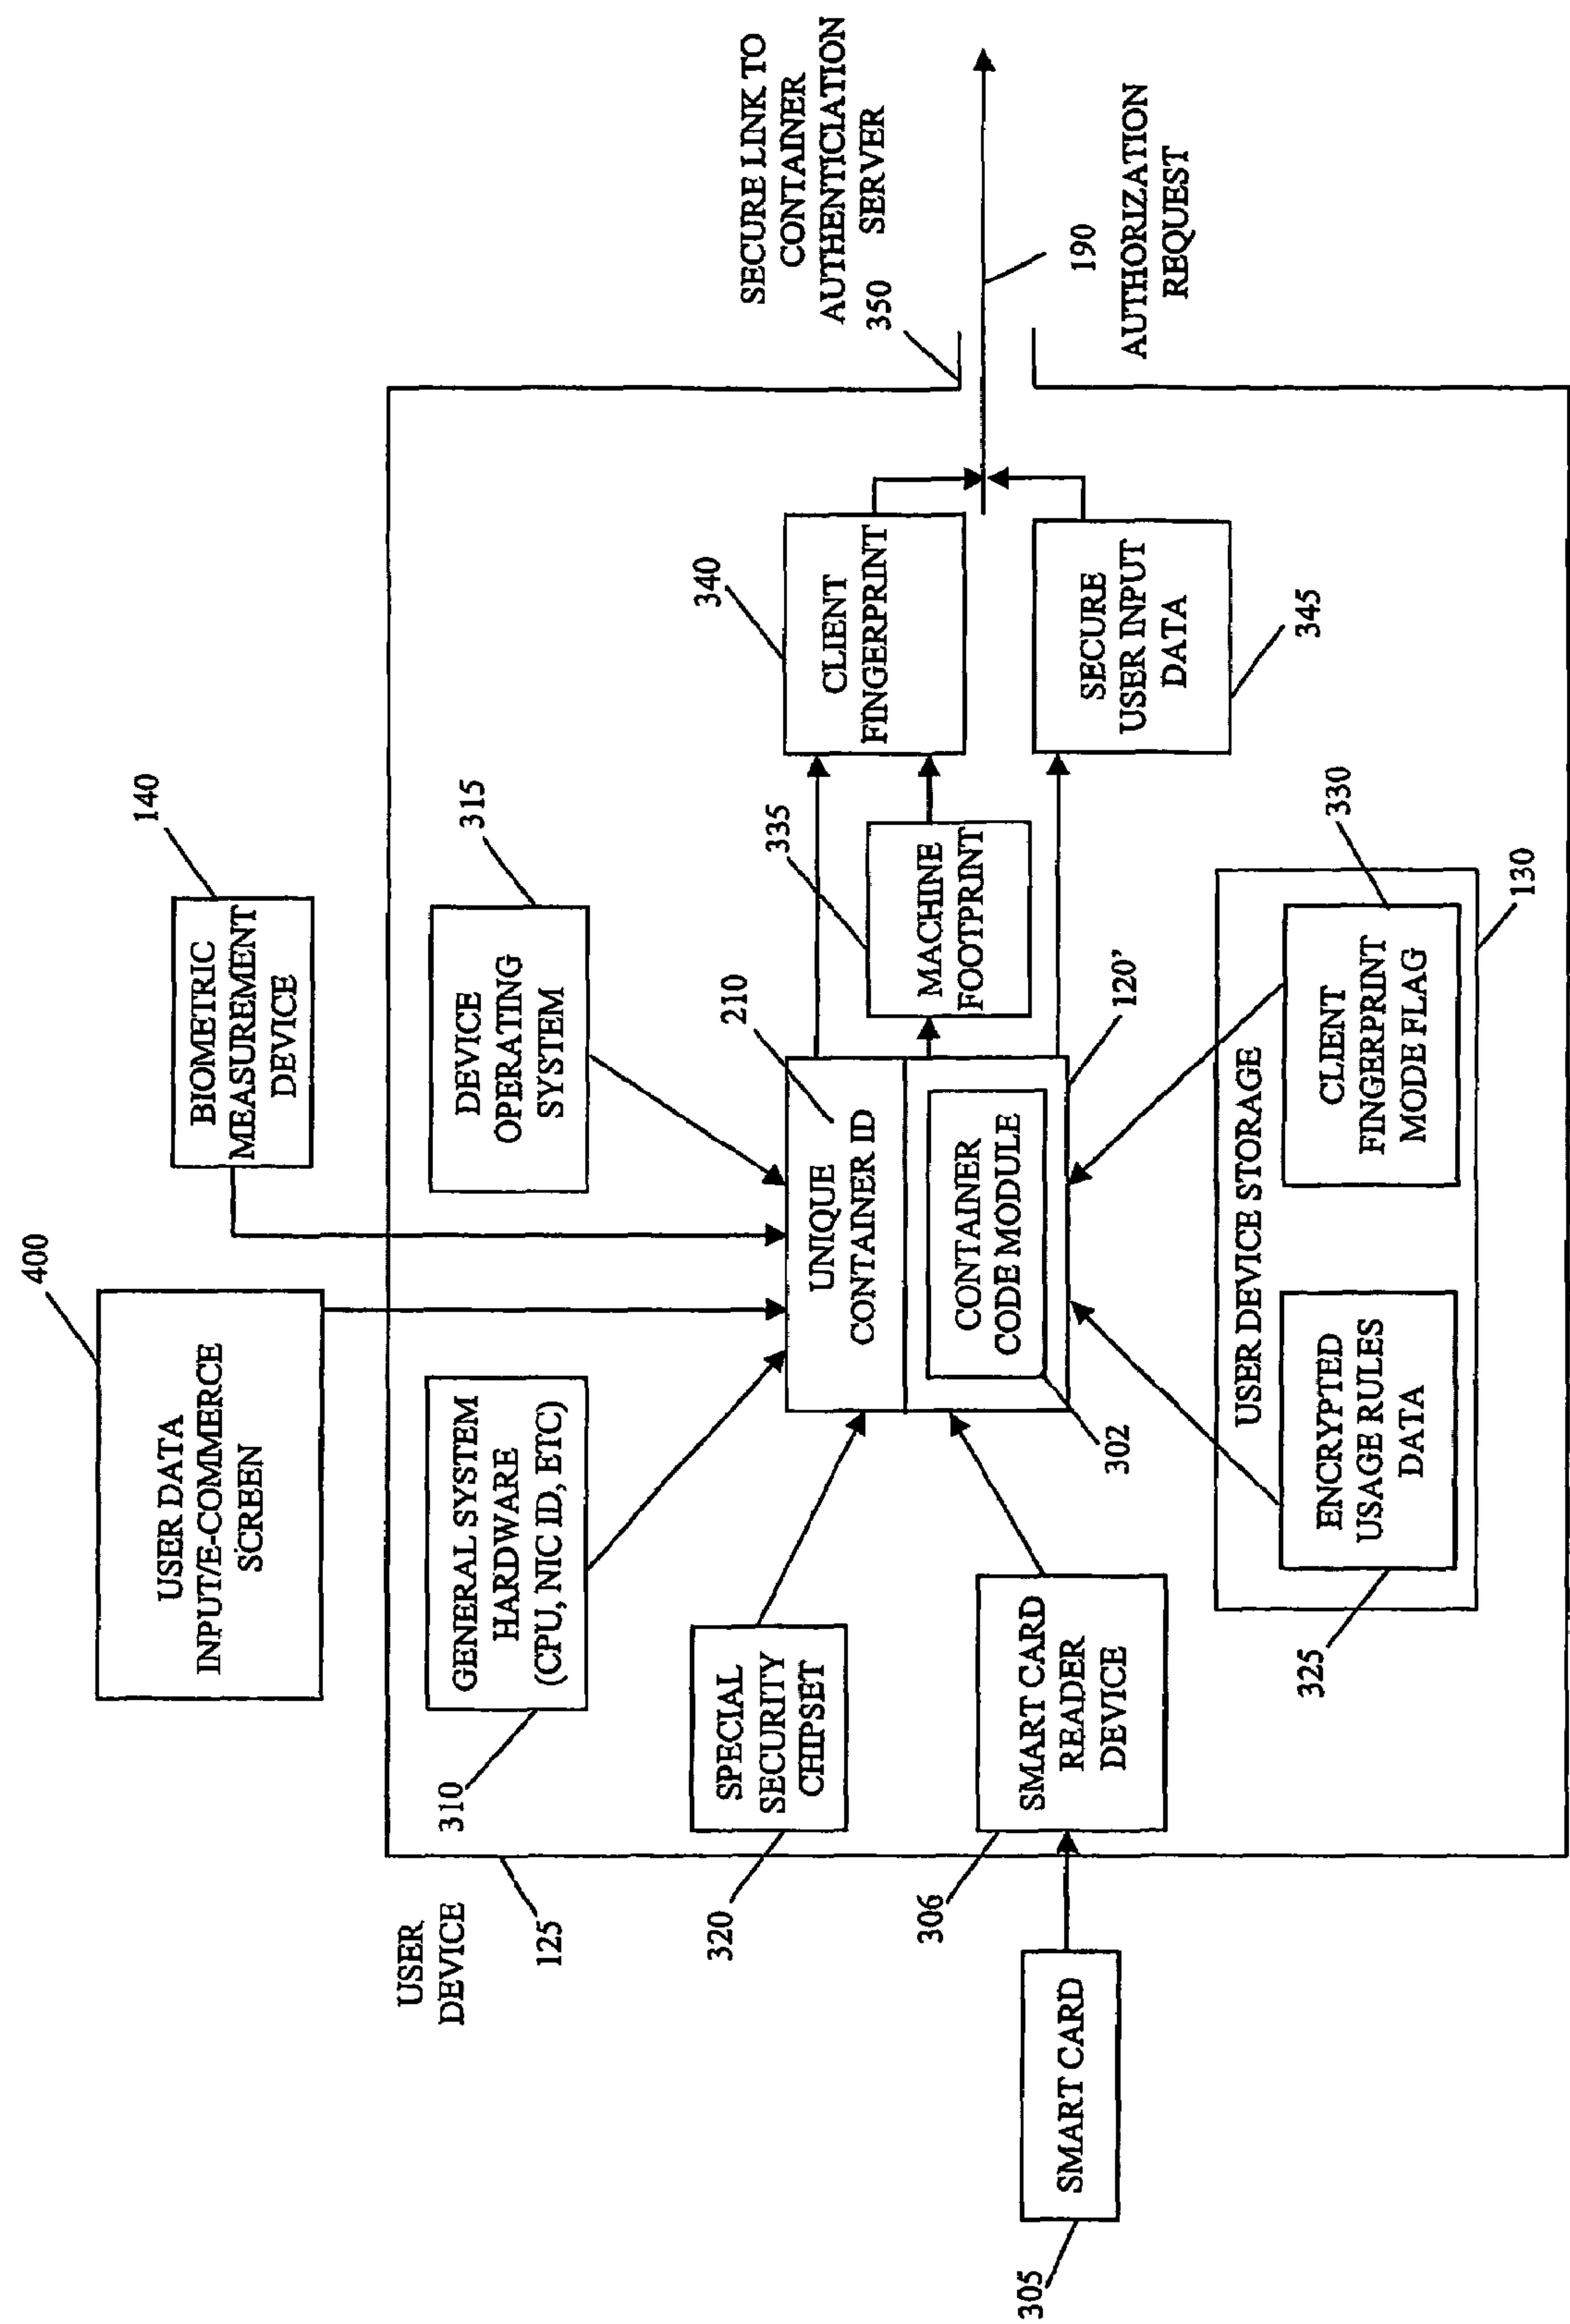 400
USER DATA
INPUT/E-COMMERCE
SCREEN
140
BIOMETRIC
MEASUREMENT
DEVICE
USER
DEVICE
125
310
GENERAL SYSTEM
HARDWARE
(CPU, NIC ID, ETC)
315
DEVICE
OPERATING
SYSTEM
320
SPECIAL
SECURITY
CHIPSET
210
UNIQUE
CONTAINER ID
CONTAINER
CODE MODULE
302
120’
335
MACHINE
FOOTPRINT
340
CLIENT
FINGERPRINT
SECURE
USER INPUT
DATA
345
SECURE LINK TO
CONTAINER
AUTHENTICIATION
SERVER
350
190
AUTHORIZATION
REQUEST
306
SMART CARD
READER
DEVICE
305
SMART CARD
USER DEVICE STORAGE
325
ENCRYPTED
USAGE RULES
DATA
330
CLIENT
FINGERPRINT
MODE FLAG
130